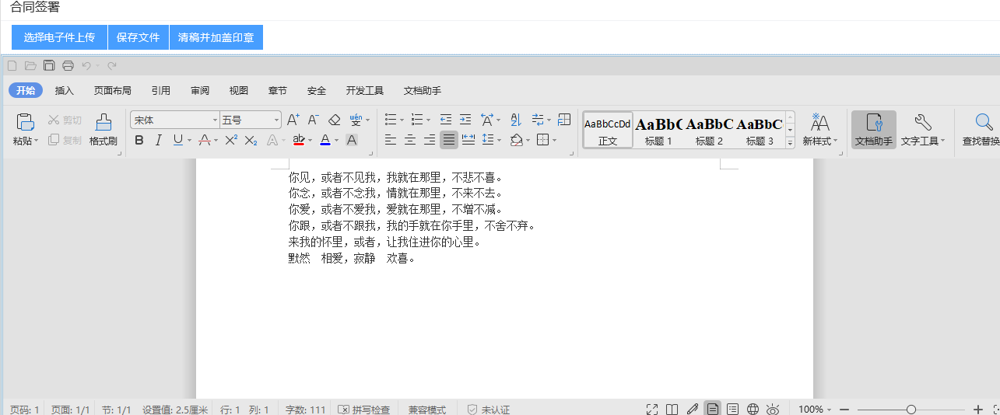 合同签署
选择电子件上传 保存文件 清稿并加盖印章
开始 插入 页面布局 引用 审阅 视图 章节 安全 开发工具 文档助手
剪切 宋体 五号 A+ A- wén AaBbCcDd AaBbC AaBbC AaBbC
粘贴 复制 格式刷 B I U A X² X₂ A ab A A 正文 标题 1 标题 2 标题 3 新样式 文档助手 文字工具 查找替换
你见，或者不见我，我就在那里，不悲不喜。
你念，或者不念我，情就在那里，不来不去。
你爱，或者不爱我，爱就在那里，不增不减。
你跟，或者不跟我，我的手就在你手里，不舍不弃。
来我的怀里，或者，让我住进你的心里。
默然　相爱，寂静　欢喜。
页码: 1 页面: 1/1 节: 1/1 设置值: 2.5厘米 行: 1 列: 1 字数: 111 拼写检查 兼容模式 未认证 100%